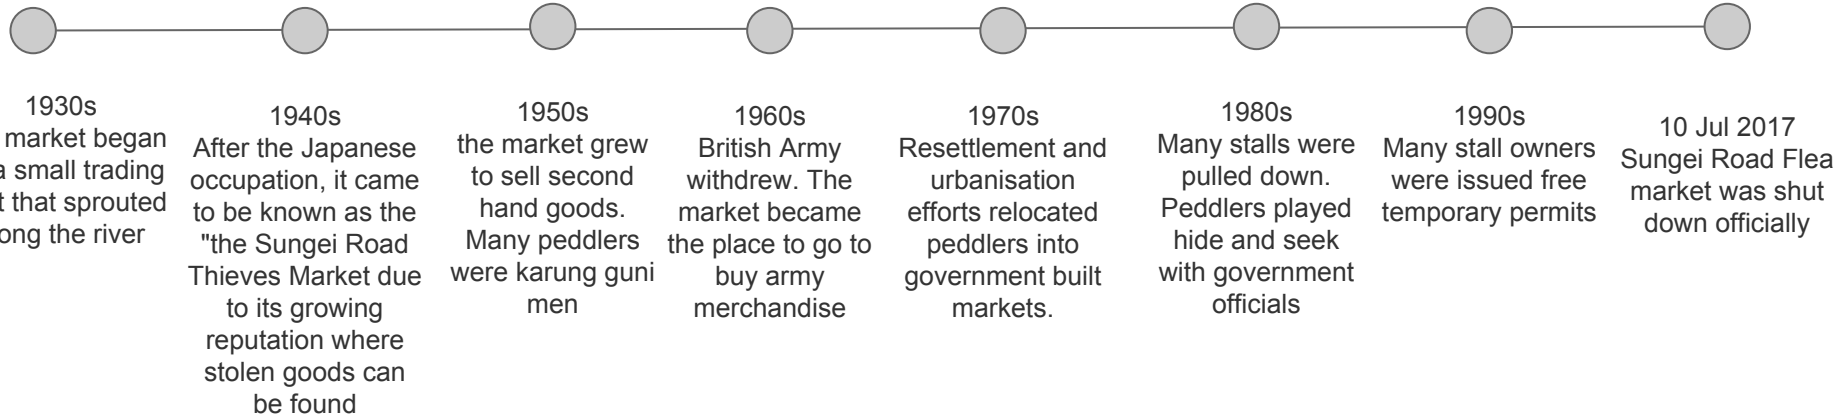 1930s
market began
a small trading
that sprouted
the river
1940s
After the Japanese
occupation, it came
to be known as the
"the Sungei Road
Thieves Market due
to its growing
reputation where
stolen goods can
be found
1950s
the market grew
to sell second
hand goods.
Many peddlers
were karung guni
men
1960s
British Army
withdrew. The
market became
the place to go to
buy army
merchandise
1970s
Resettlement and
urbanisation
efforts relocated
peddlers into
government built
markets.
1980s
Many stalls were
pulled down.
Peddlers played
hide and seek
with government
officials
1990s
Many stall owners
were issued free
temporary permits
10 Jul 2017
Sungei Road Flea
market was shut
down officially